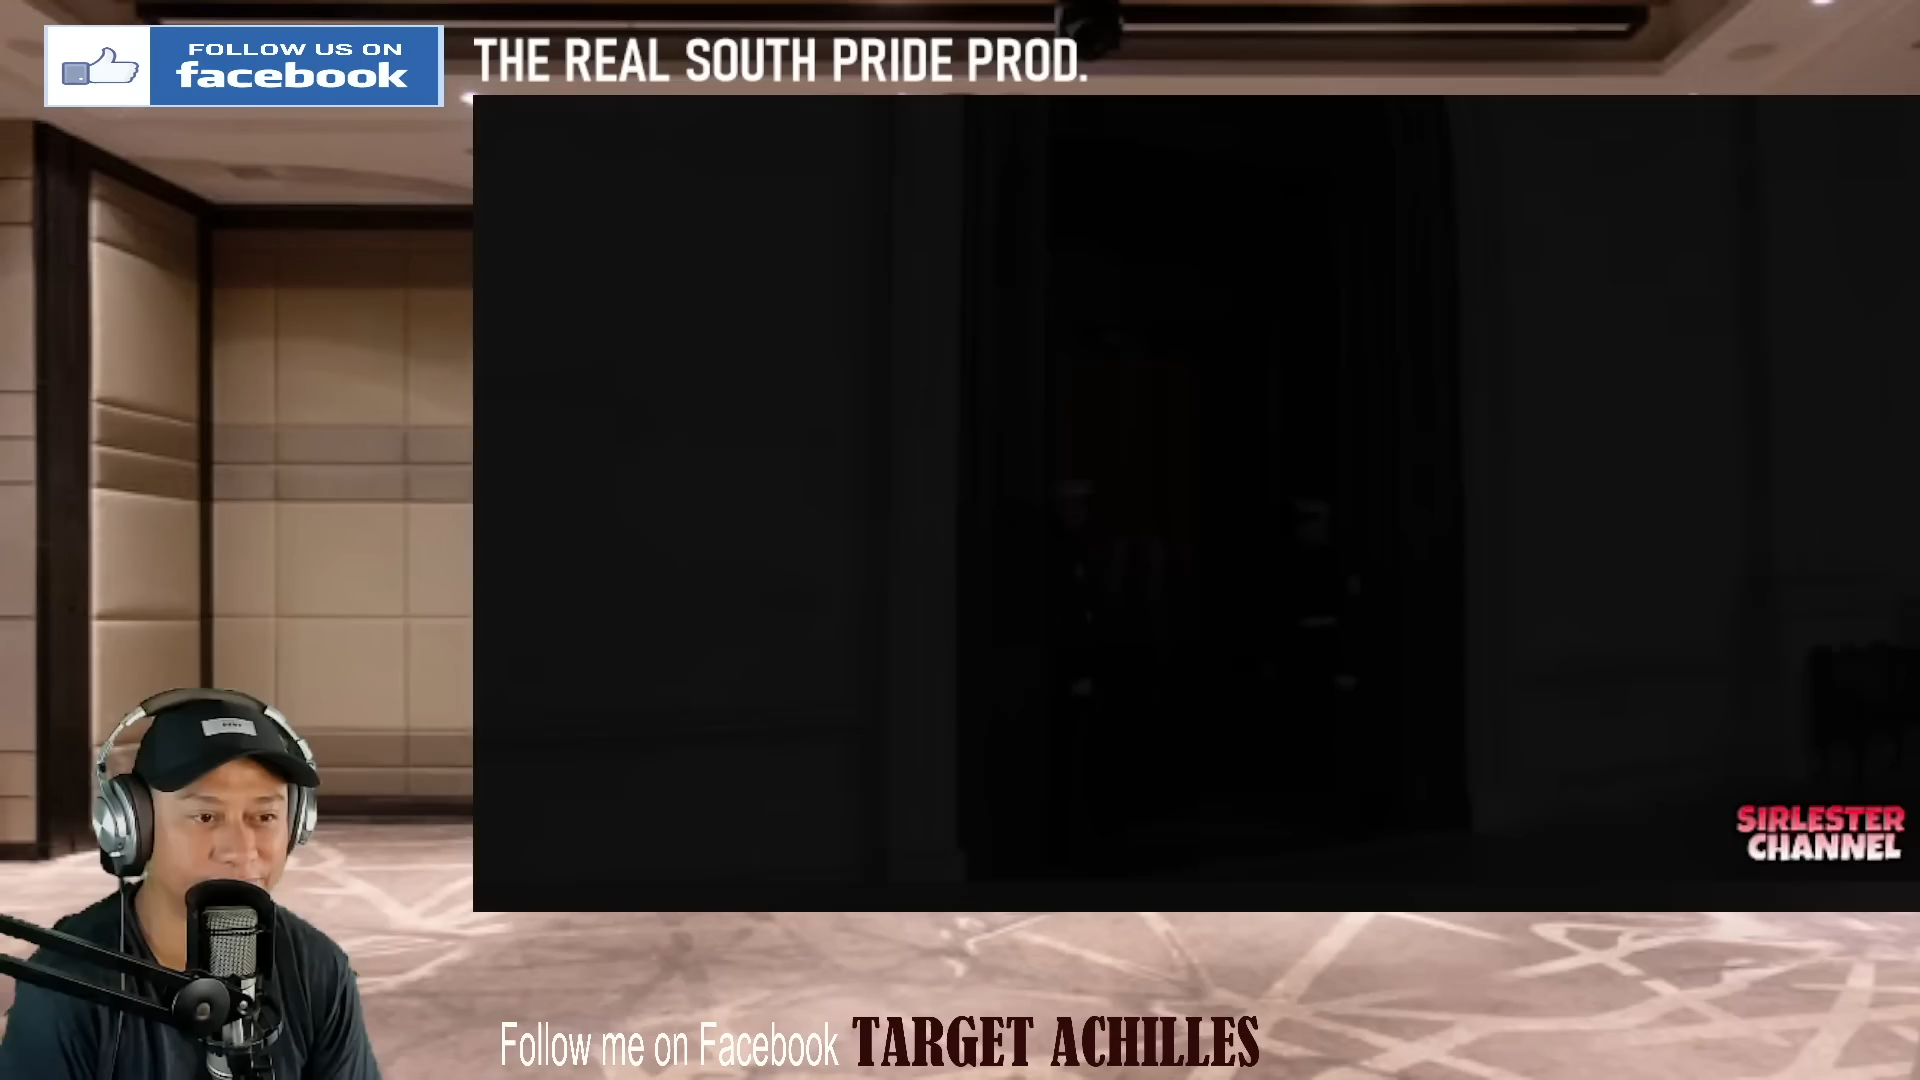 FOLLOW US ON
facebook
THE REAL SOUTH PRIDE PROD.
SIRLESTER
CHANNEL
Follow me on Facebook TARGET ACHILLES